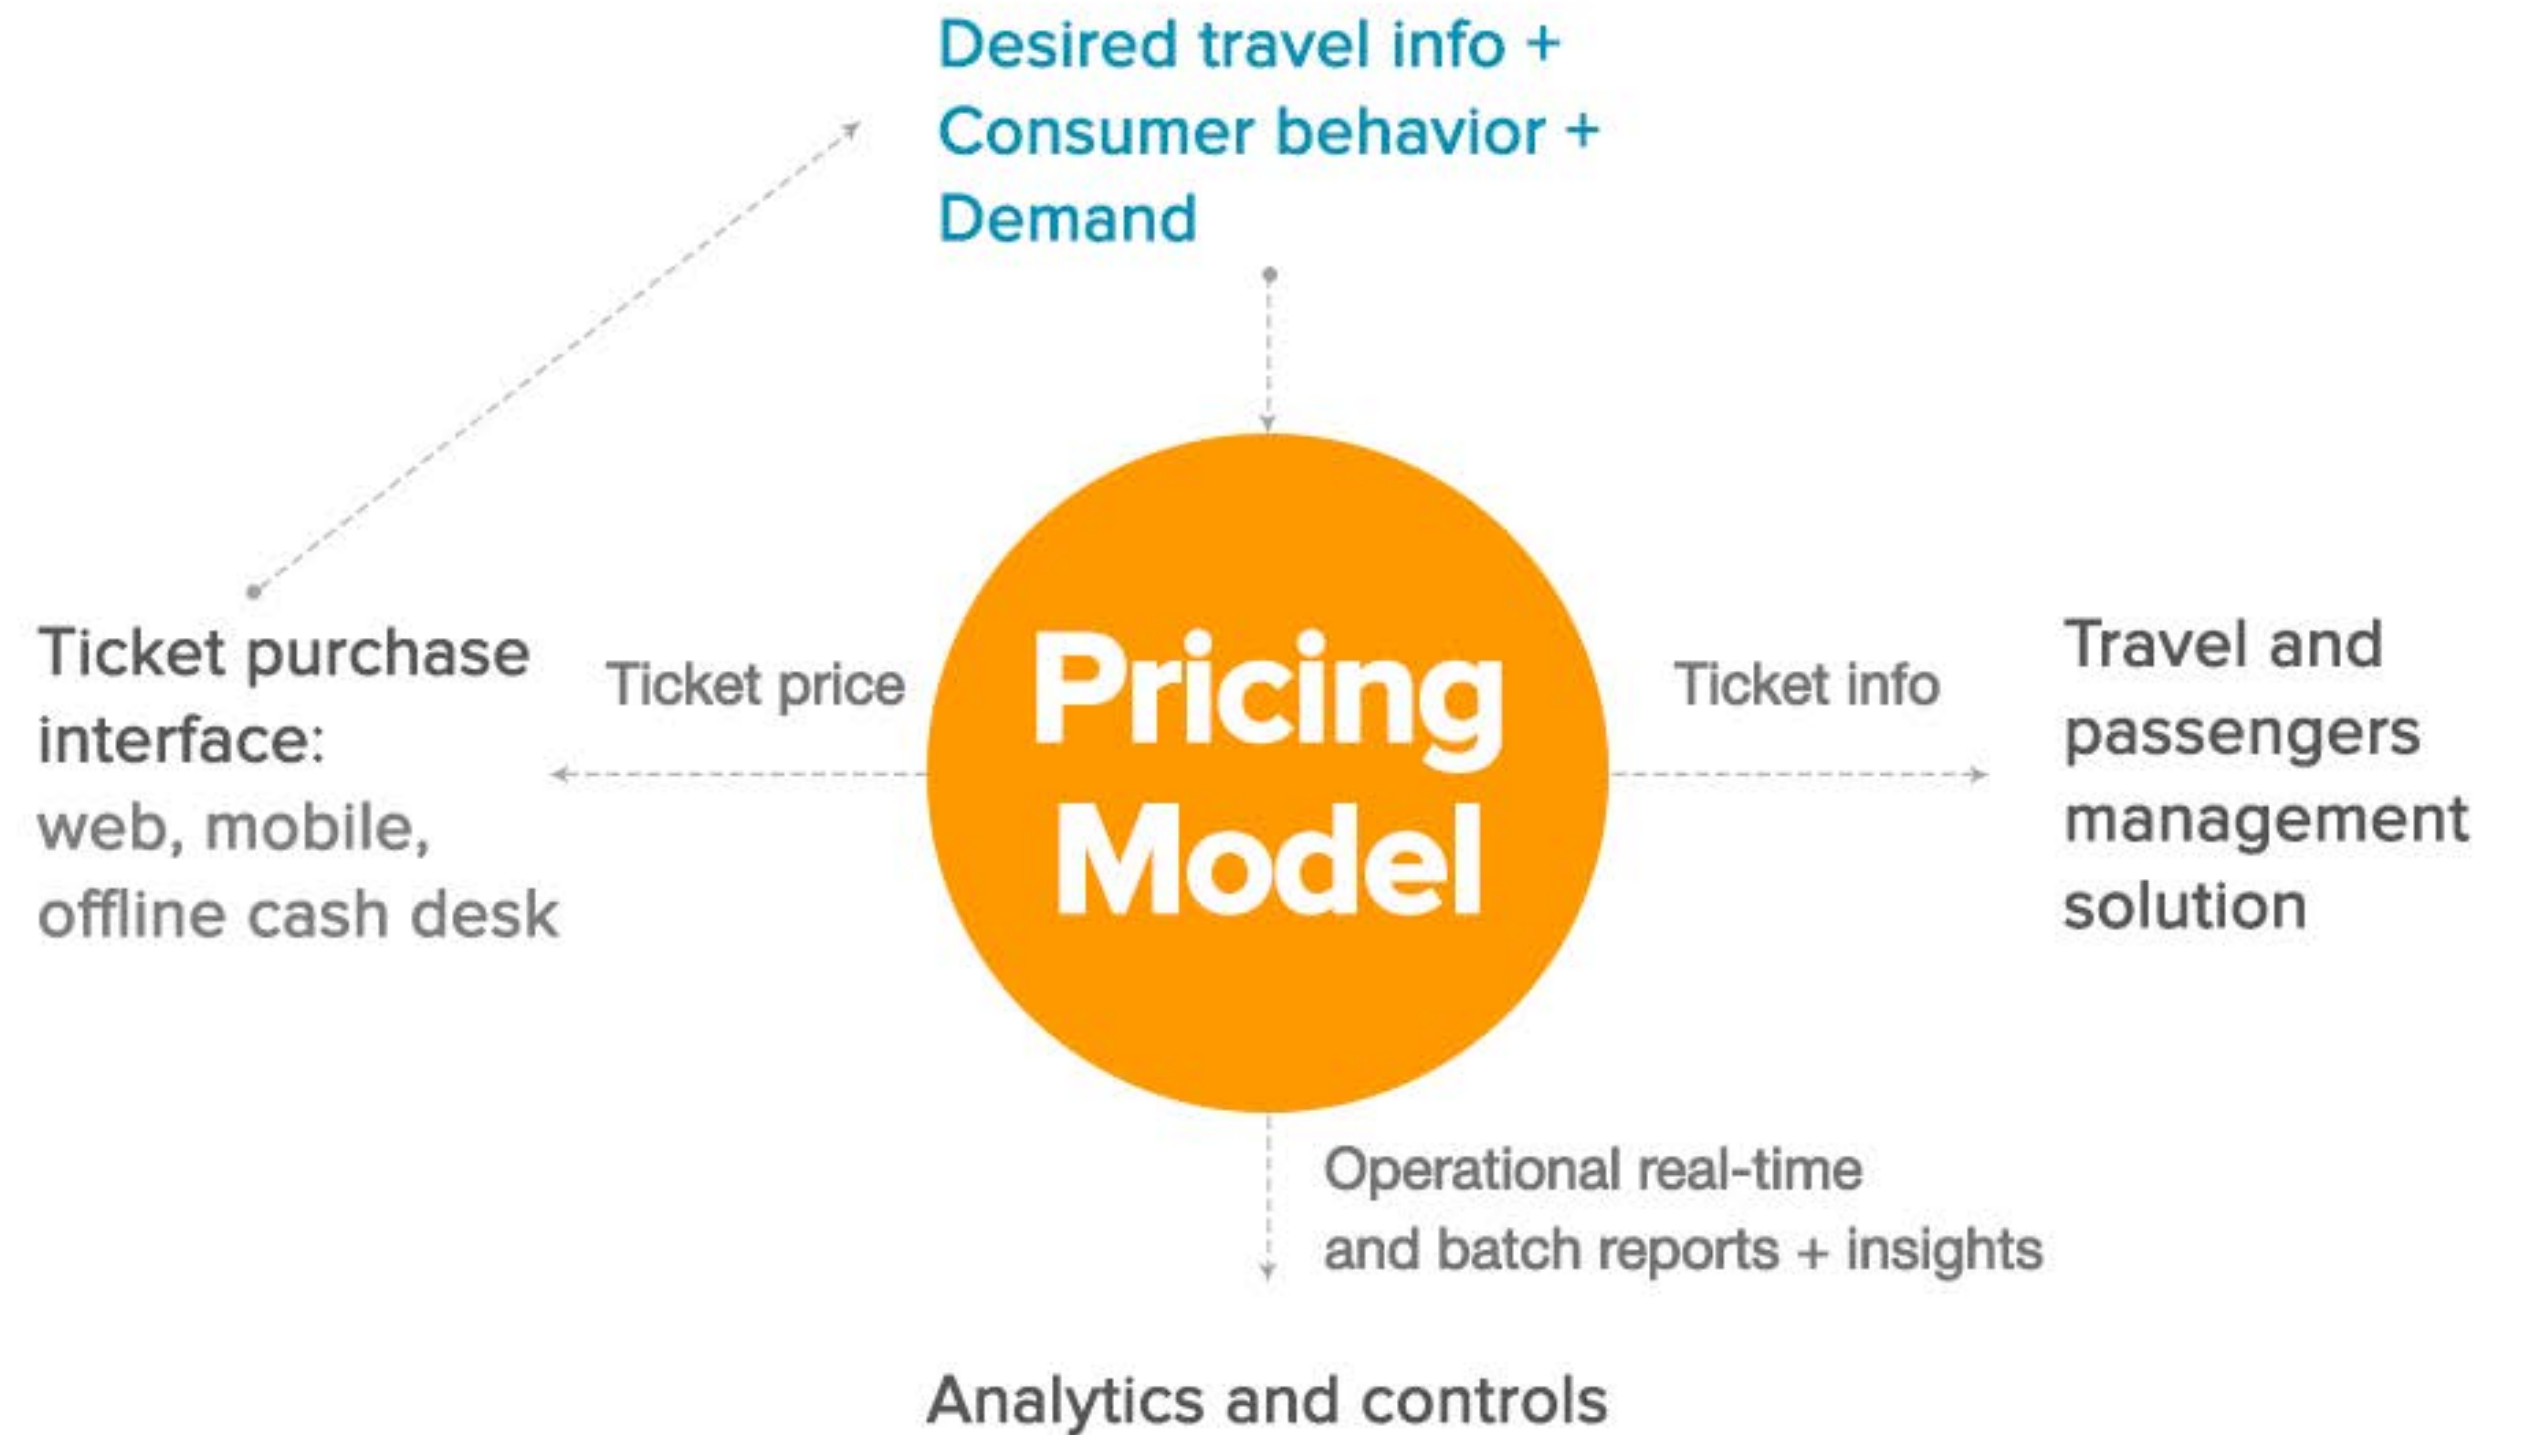 Desired travel info +
Consumer behavior +
Demand
Ticket purchase
interface:
web, mobile,
offline cash desk
Ticket price
Pricing
Model
Ticket info
Travel and
passengers
management
solution
Operational real-time
and batch reports + insights
Analytics and controls